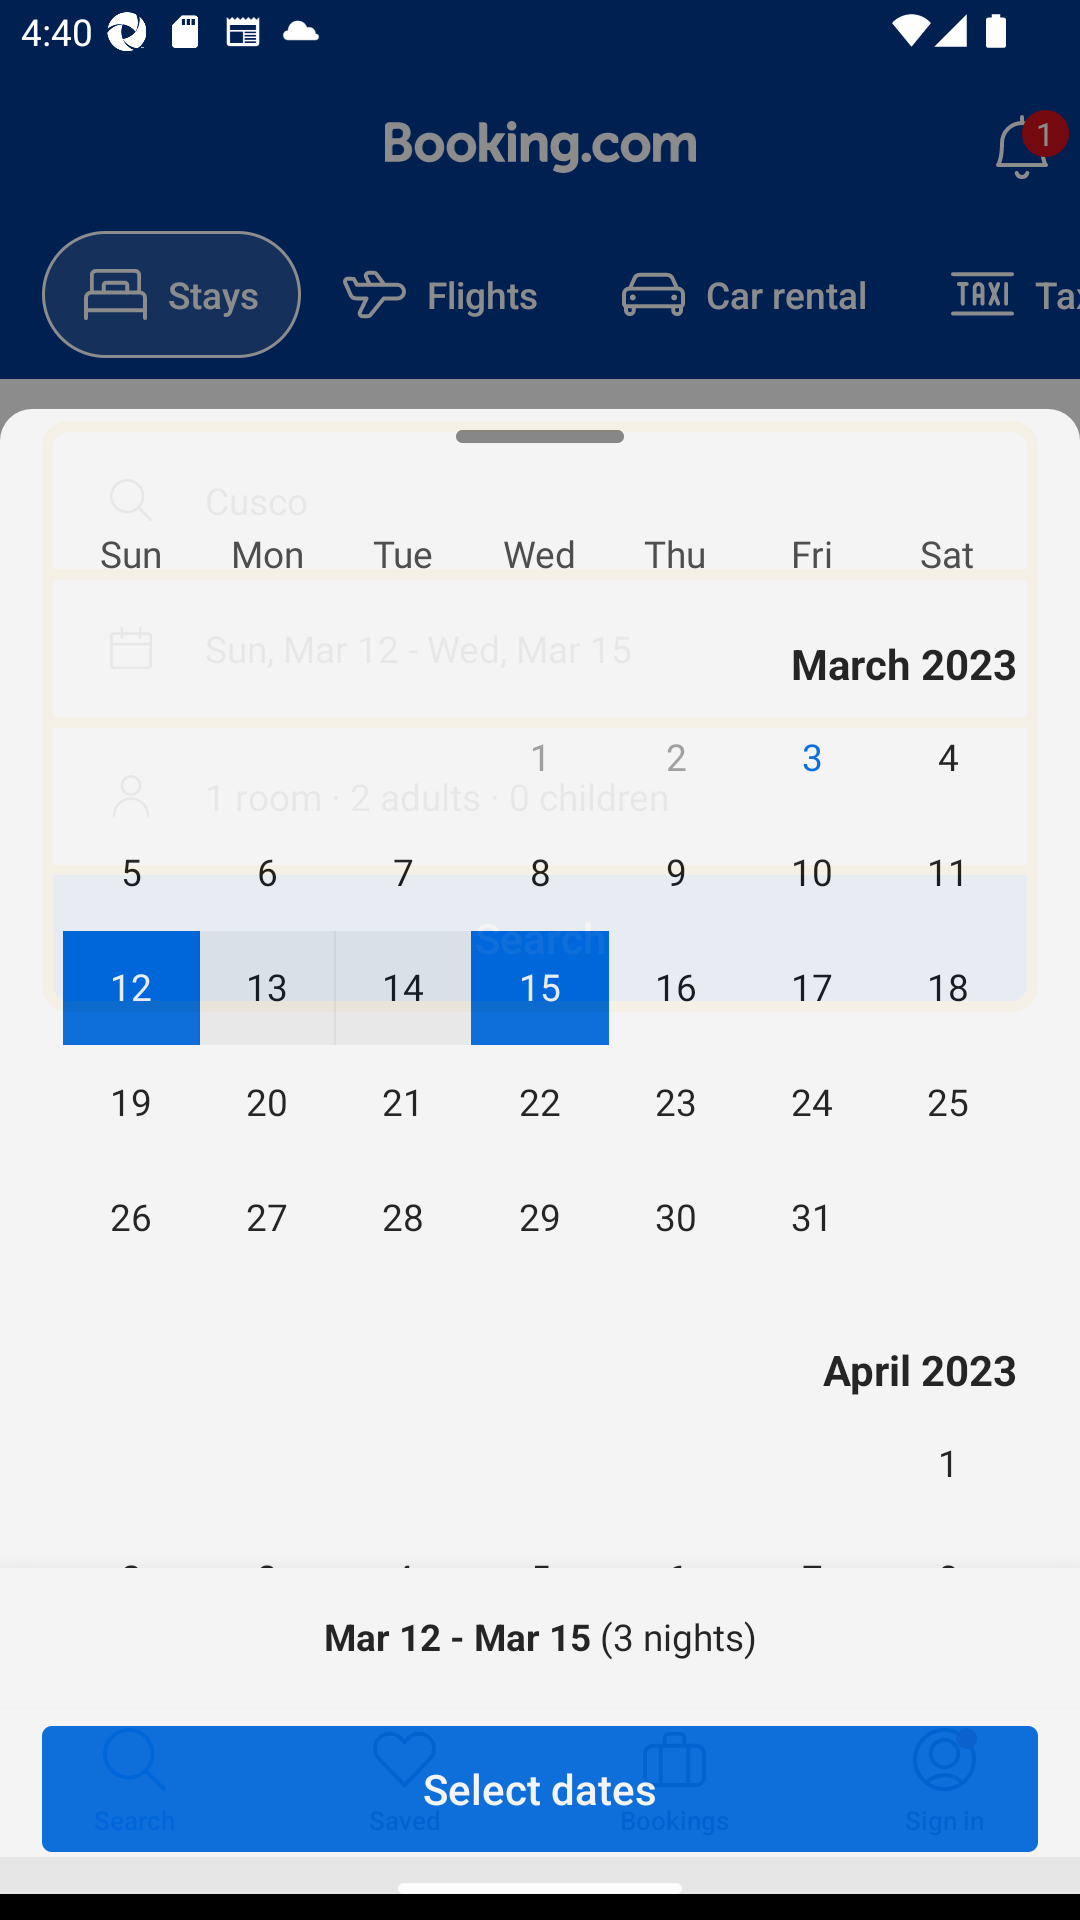 4:40
Booking.com
1
Stays Flights Car rental Tax
Cusco
Sun Mon Tue Wed Thu Fri Sat
Sun, Mar 12 - Wed, Mar 15
March 2023
1 2 3 4
1 room · 2 adults · 0 children
5 6 7 8 9 10 11
Search
12 13 14 15 16 17 18
19 20 21 22 23 24 25
26 27 28 29 30 31
April 2023
1
Mar 12 - Mar 15 (3 nights)
Select dates
Search Saved Bookings Sign in